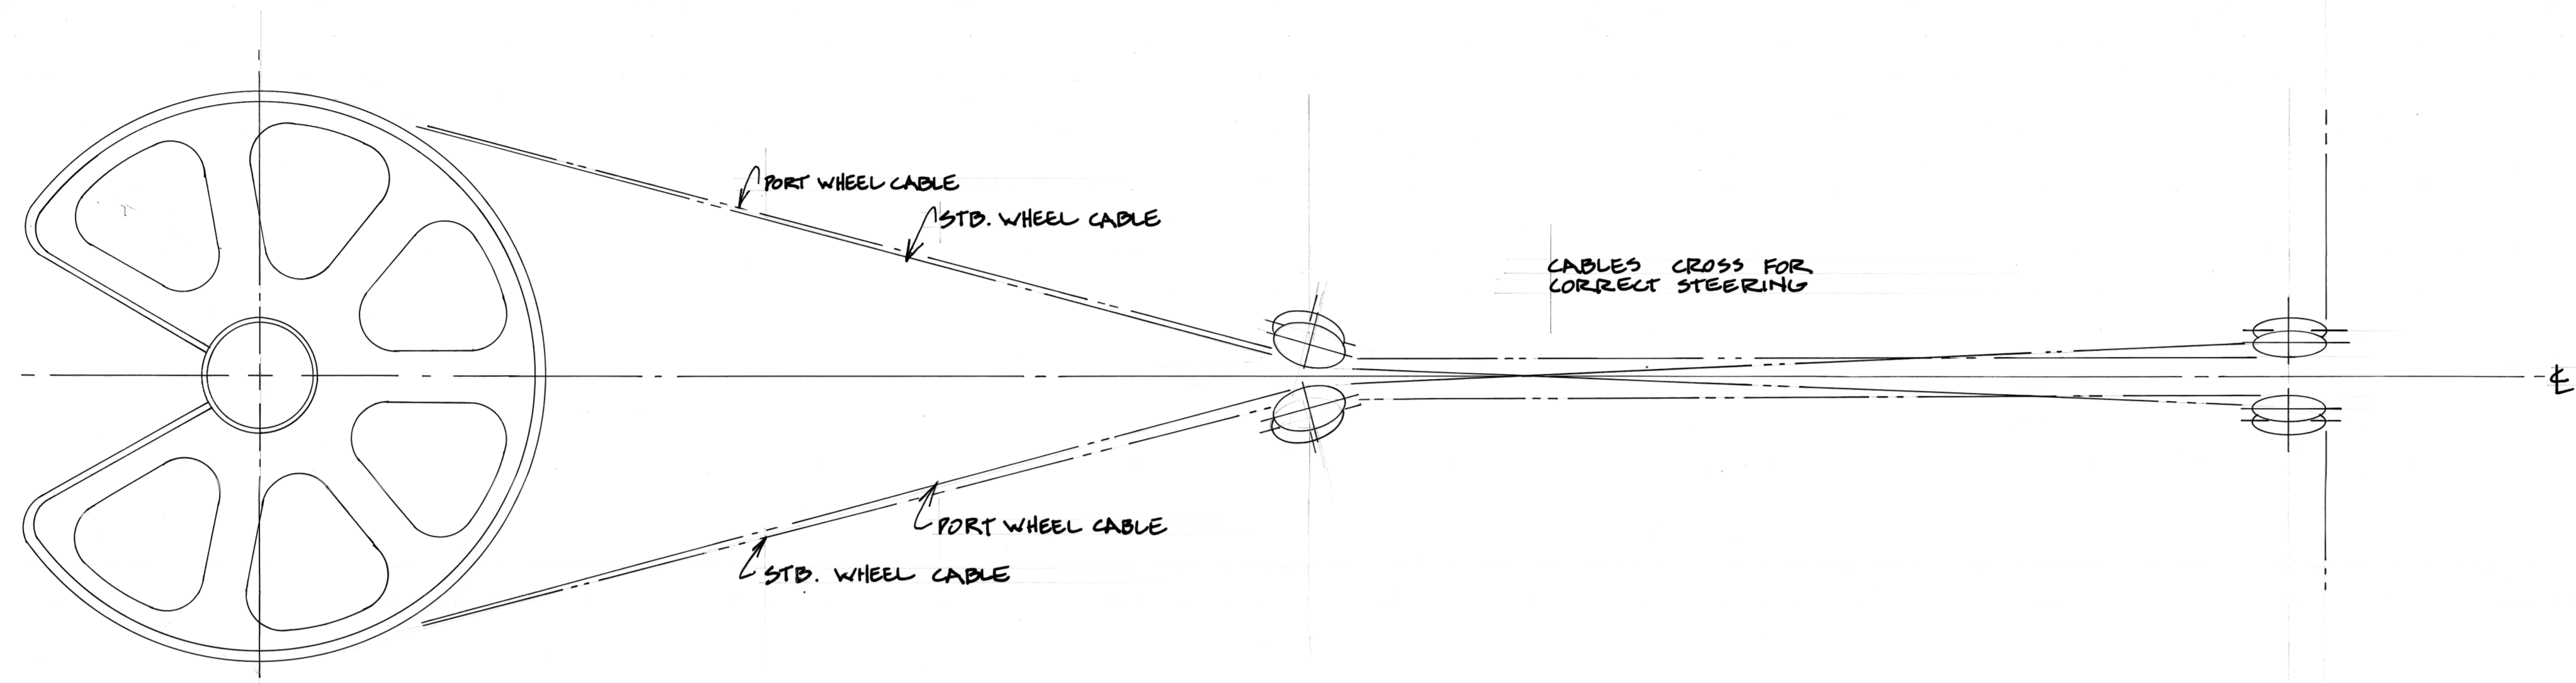 PORT WHEEL CABLE
STB. WHEEL CABLE
CABLES CROSS FOR
CORRECT STEERING
℄
PORT WHEEL CABLE
STB. WHEEL CABLE